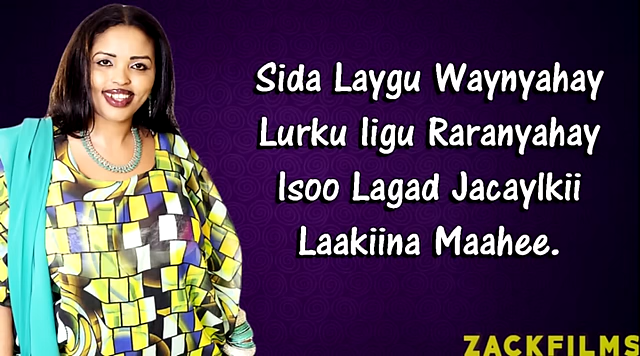 Sida Laygu Waynyahay
Lurku Iigu Raranyahay
Isoo Lagad Jacaylkii
Laakiina Maahee.
ZACKFILMS